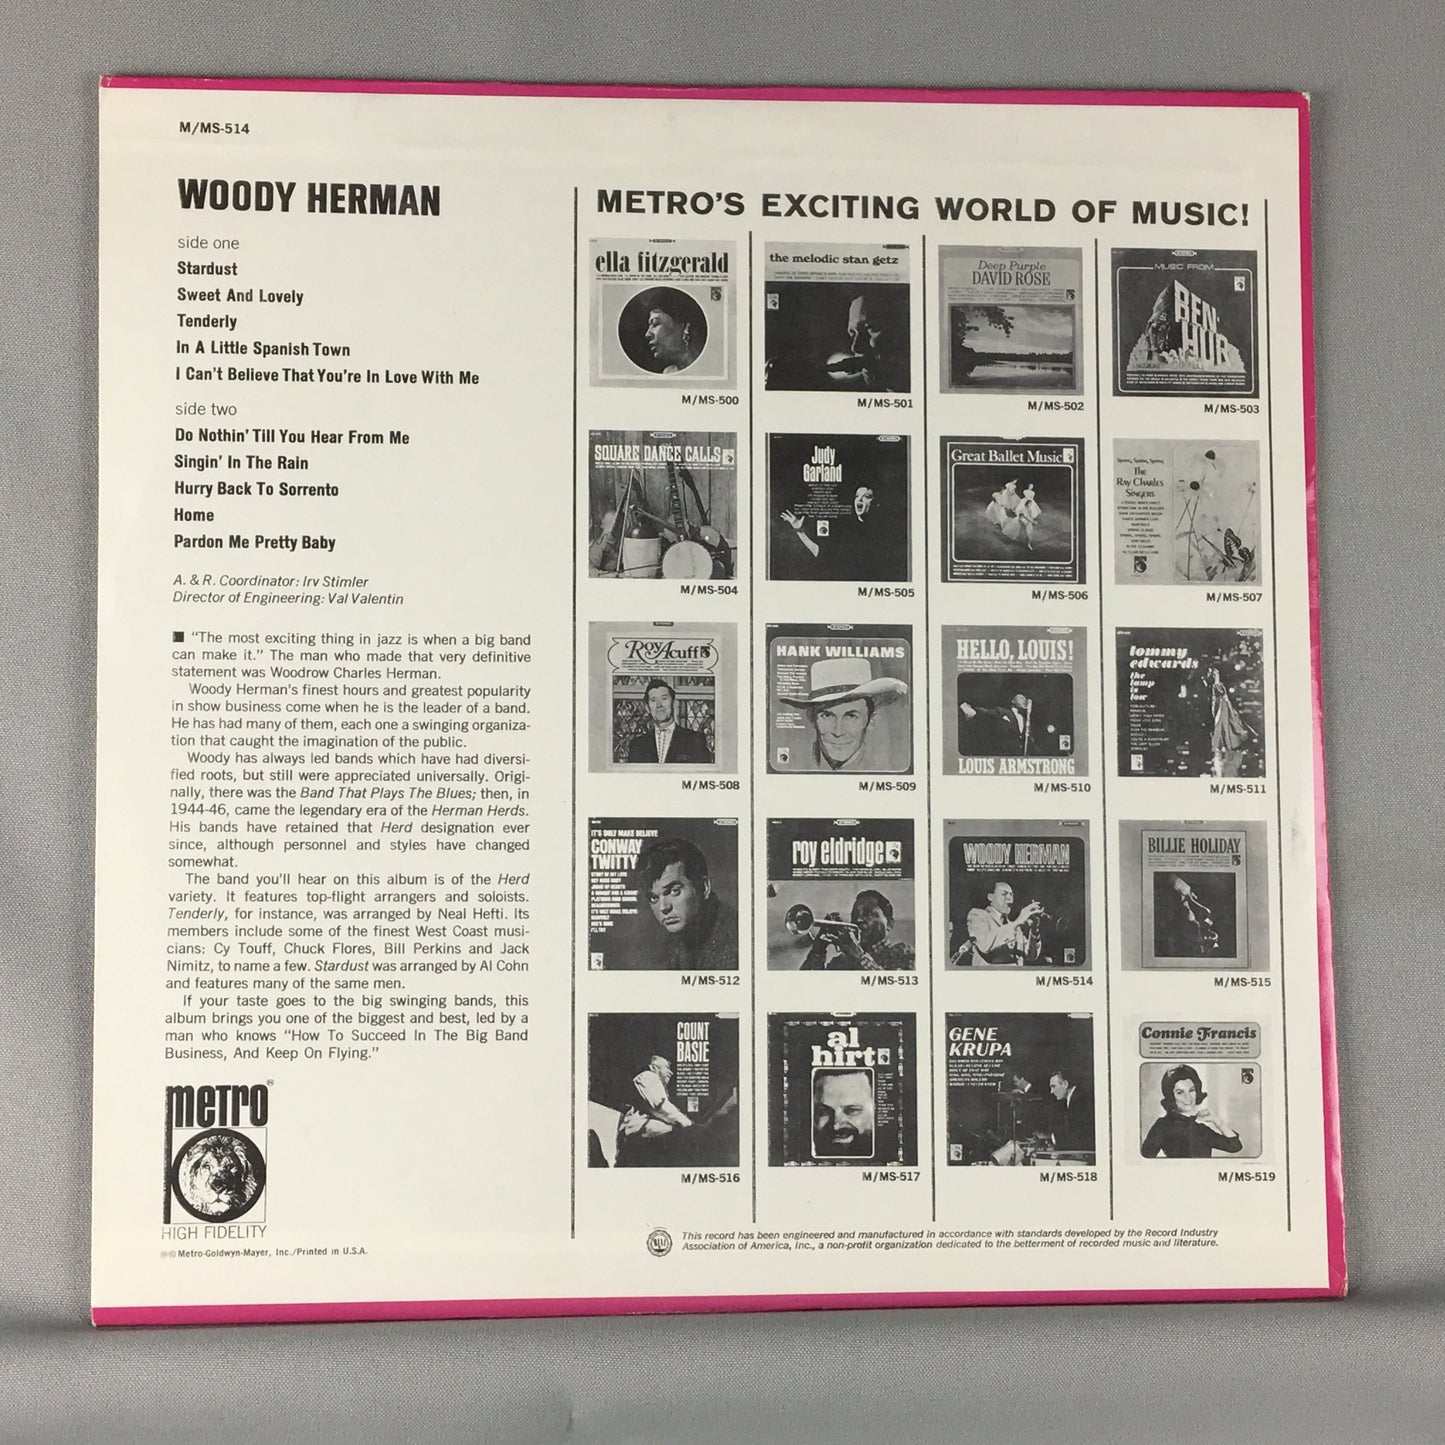 M/MS-514
WOODY HERMAN
side one
Stardust
Sweet And Lovely
Tenderly
In A Little Spanish Town
I Can't Believe That You're In Love With Me
side two
Do Nothin' Till You Hear From Me
Singin' In The Rain
Hurry Back To Sorrento
Home
Pardon Me Pretty Baby
A. & R. Coordinator: Irv Stimler
Director of Engineering: Val Valentin
■ "The most exciting thing in jazz is when a big band
can make it." The man who made that very definitive
statement was Woodrow Charles Herman.
Woody Herman's finest hours and greatest popularity
in show business come when he is the leader of a band.
He has had many of them, each one a swinging organiza-
tion that caught the imagination of the public.
Woody has always led bands which have had diversi-
fied roots, but still were appreciated universally. Origi-
nally, there was the Band That Plays The Blues; then, in
1944-46, came the legendary era of the Herman Herds.
His bands have retained that Herd designation ever
since, although personnel and styles have changed
somewhat.
The band you'll hear on this album is of the Herd
variety. It features top-flight arrangers and soloists.
Tenderly, for instance, was arranged by Neal Hefti. Its
members include some of the finest West Coast musi-
cians: Cy Touff, Chuck Flores, Bill Perkins and Jack
Nimitz, to name a few. Stardust was arranged by Al Cohn
and features many of the same men.
If your taste goes to the big swinging bands, this
album brings you one of the biggest and best, led by a
man who knows "How To Succeed In The Big Band
Business, And Keep On Flying."
metro®
HIGH FIDELITY
Metro-Goldwyn-Mayer, Inc./Printed in U.S.A.
METRO'S EXCITING WORLD OF MUSIC!
ella fitzgerald
M/MS-500
the melodic stan getz
M/MS-501
Deep Purple
DAVID ROSE
M/MS-502
MUSIC FROM
BEN-
HUR
M/MS-503
SQUARE DANCE CALLS
M/MS-504
Judy
Garland
M/MS-505
Great Ballet Music
M/MS-506
Spring, Spring, Spring
The
Ray Charles
Singers
M/MS-507
Roy Acuff
M/MS-508
HANK WILLIAMS
M/MS-509
HELLO, LOUIS!
LOUIS ARMSTRONG
M/MS-510
tommy
edwards
the
lamp
is
low
M/MS-511
IT'S ONLY MAKE BELIEVE
CONWAY
TWITTY
M/MS-512
roy eldridge
M/MS-513
WOODY HERMAN
M/MS-514
BILLIE HOLIDAY
M/MS-515
COUNT
BASIE
M/MS-516
al
hirt
M/MS-517
GENE
KRUPA
M/MS-518
Connie Francis
M/MS-519
This record has been engineered and manufactured in accordance with standards developed by the Record Industry
Association of America, Inc., a non-profit organization dedicated to the betterment of recorded music and literature.